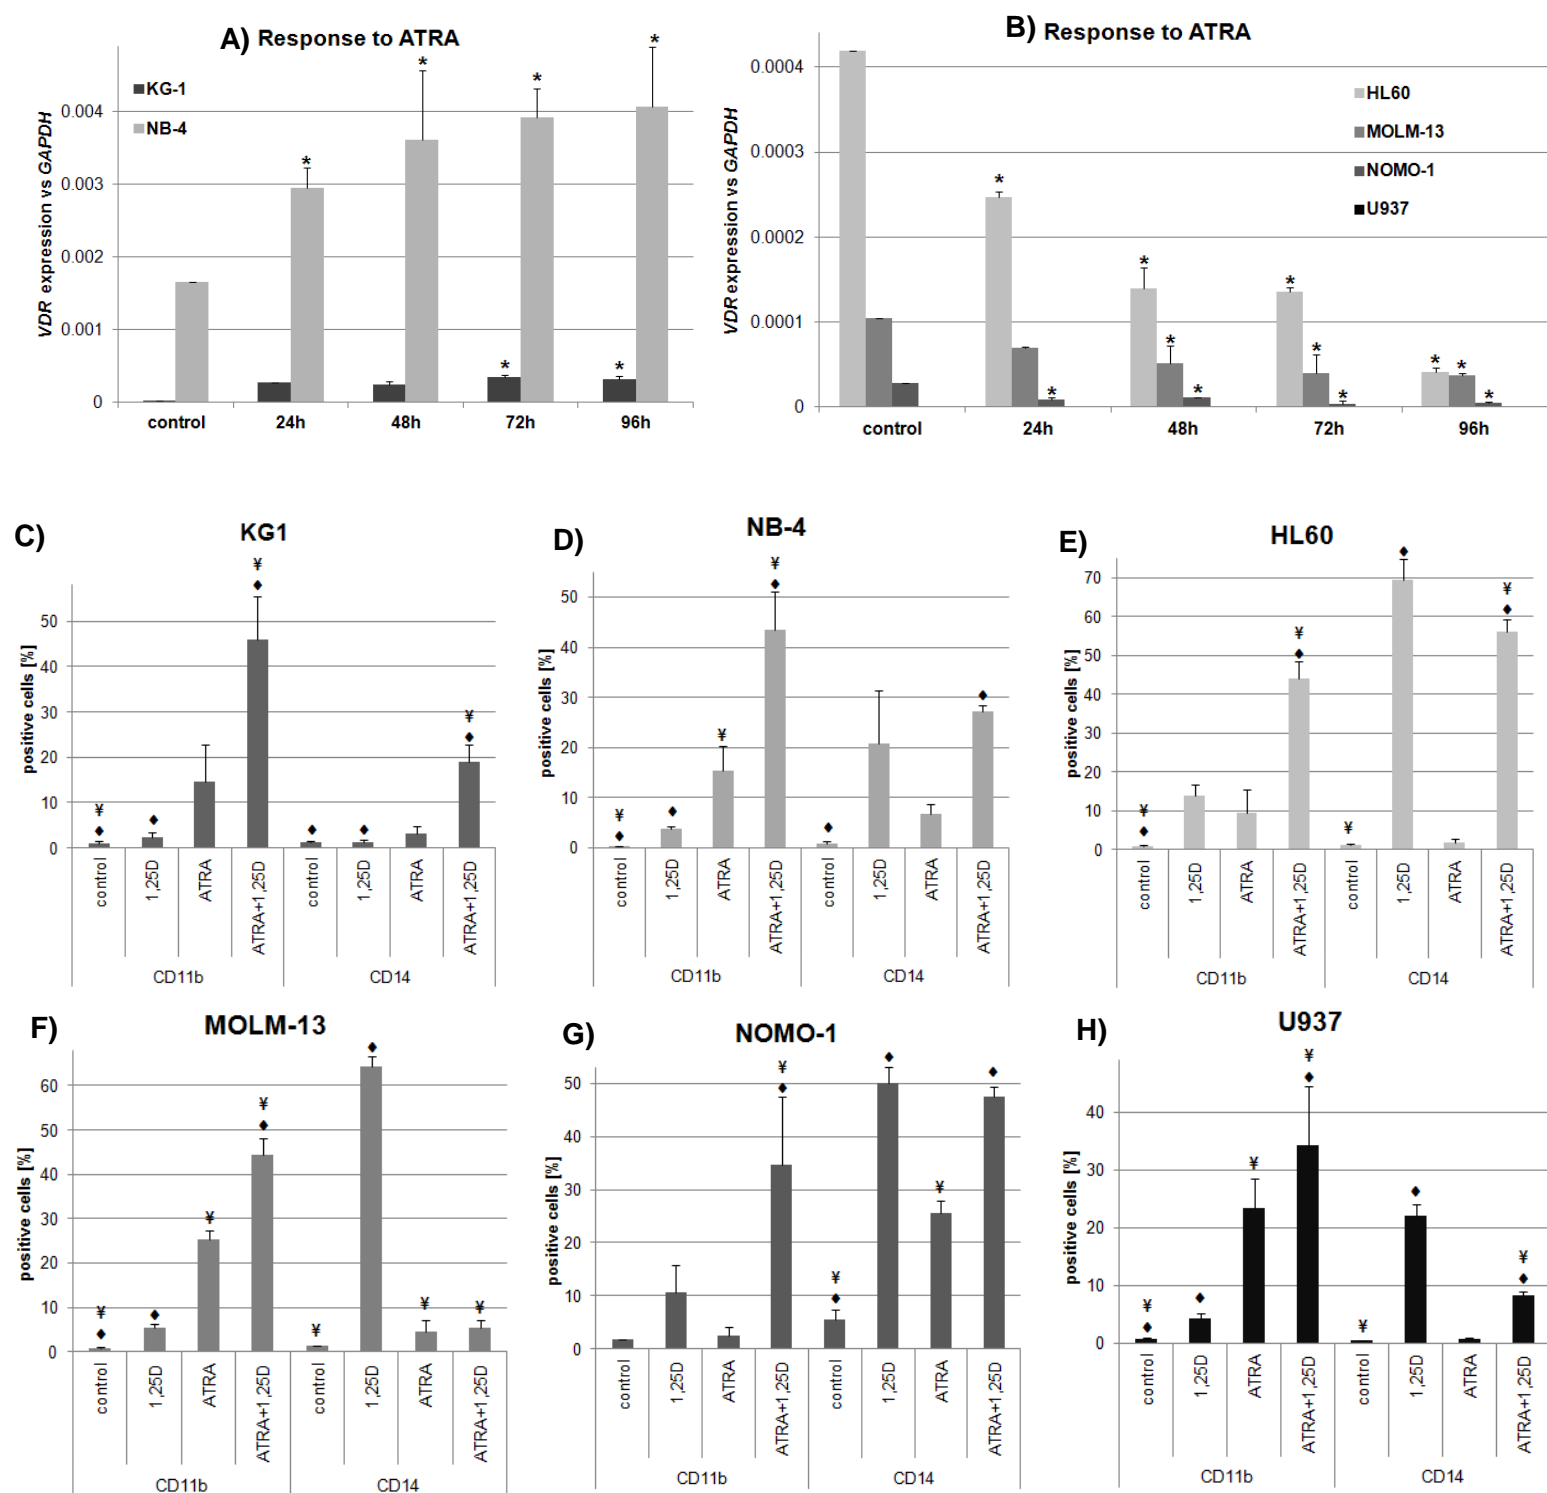 A) Response to ATRA
VDR expression vs GAPDH
KG-1
NB-4
0.004
0.003
0.002
0.001
0
* * * *
* *
control 24h 48h 72h 96h
B) Response to ATRA
VDR expression vs GAPDH
HL60
MOLM-13
NOMO-1
U937
0.0004
0.0003
0.0002
0.0001
0
* *
* * *
* * *
* * *
control 24h 48h 72h 96h
C) KG1
positive cells [%]
50
40
30
20
10
0
¥ ♦ ♦ ¥ ♦ ♦ ♦ ¥ ♦
control 1,25D ATRA ATRA+1,25D control 1,25D ATRA ATRA+1,25D
CD11b CD14
D) NB-4
positive cells [%]
50
40
30
20
10
0
¥ ♦ ♦ ¥ ¥ ♦ ♦ ♦
control 1,25D ATRA ATRA+1,25D control 1,25D ATRA ATRA+1,25D
CD11b CD14
E) HL60
positive cells [%]
70
60
50
40
30
20
10
0
¥ ♦ ¥ ♦ ¥ ♦ ¥ ♦
control 1,25D ATRA ATRA+1,25D control 1,25D ATRA ATRA+1,25D
CD11b CD14
F) MOLM-13
positive cells [%]
60
50
40
30
20
10
0
¥ ♦ ♦ ¥ ¥ ♦ ¥ ♦ ¥ ¥
control 1,25D ATRA ATRA+1,25D control 1,25D ATRA ATRA+1,25D
CD11b CD14
G) NOMO-1
positive cells [%]
50
40
30
20
10
0
¥ ♦ ¥ ♦ ♦ ¥ ♦
control 1,25D ATRA ATRA+1,25D control 1,25D ATRA ATRA+1,25D
CD11b CD14
H) U937
positive cells [%]
40
30
20
10
0
¥ ♦ ♦ ¥ ¥ ♦ ¥ ♦ ¥ ♦
control 1,25D ATRA ATRA+1,25D control 1,25D ATRA ATRA+1,25D
CD11b CD14